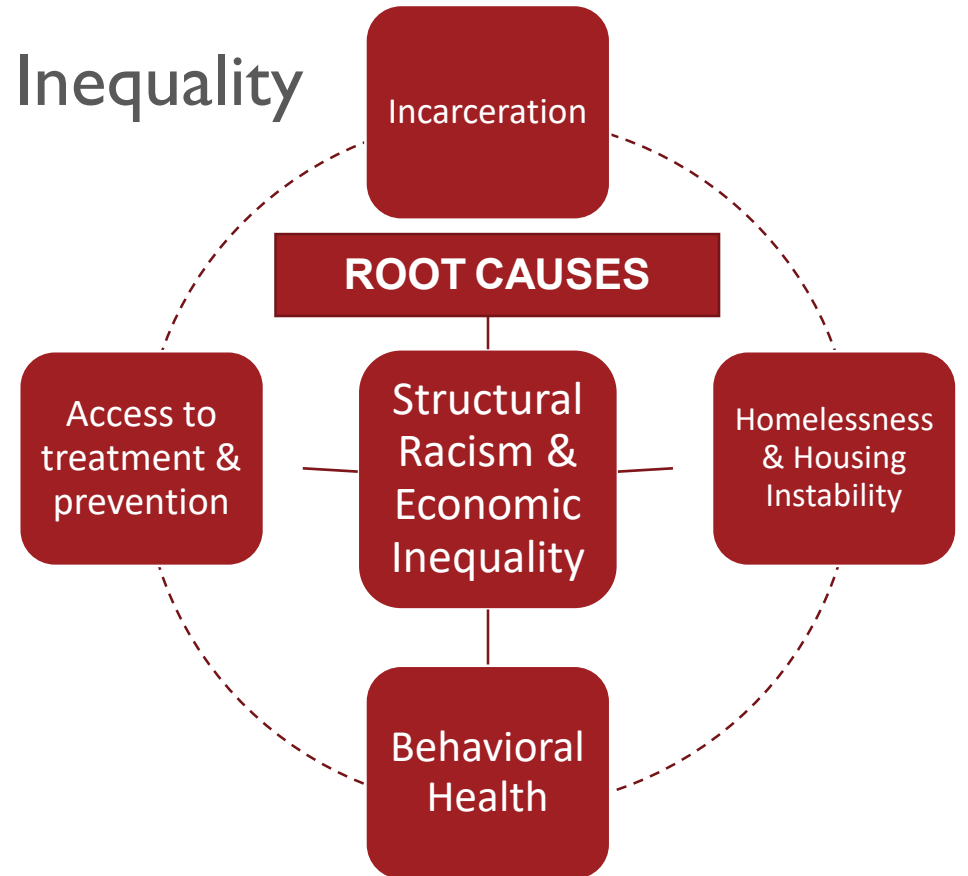 Inequality
Incarceration
ROOT CAUSES
Access to
treatment &
prevention
Structural
Racism &
Economic
Inequality
Homelessness
& Housing
Instability
Behavioral
Health